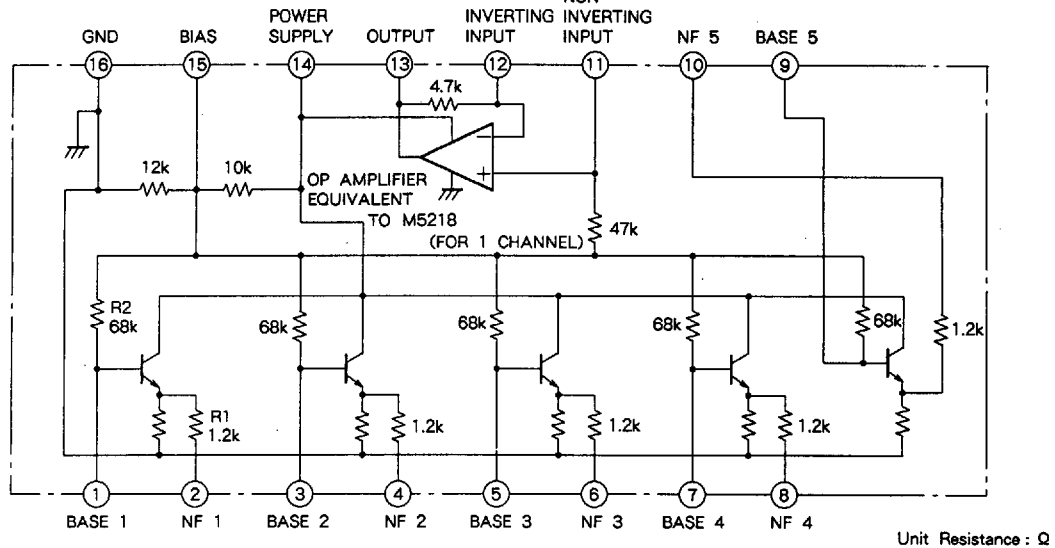 NON
POWER SUPPLY
INVERTING INPUT
INVERTING INPUT
GND
BIAS
OUTPUT
NF 5
BASE 5
16
15
14
13
12
11
10
9
4.7k
12k
10k
OP AMPLIFIER
EQUIVALENT
TO M5218
(FOR 1 CHANNEL)
47k
R2
68k
68k
68k
68k
68k
1.2k
R1
1.2k
1.2k
1.2k
1.2k
1
2
3
4
5
6
7
8
BASE 1
NF 1
BASE 2
NF 2
BASE 3
NF 3
BASE 4
NF 4
Unit Resistance : Ω